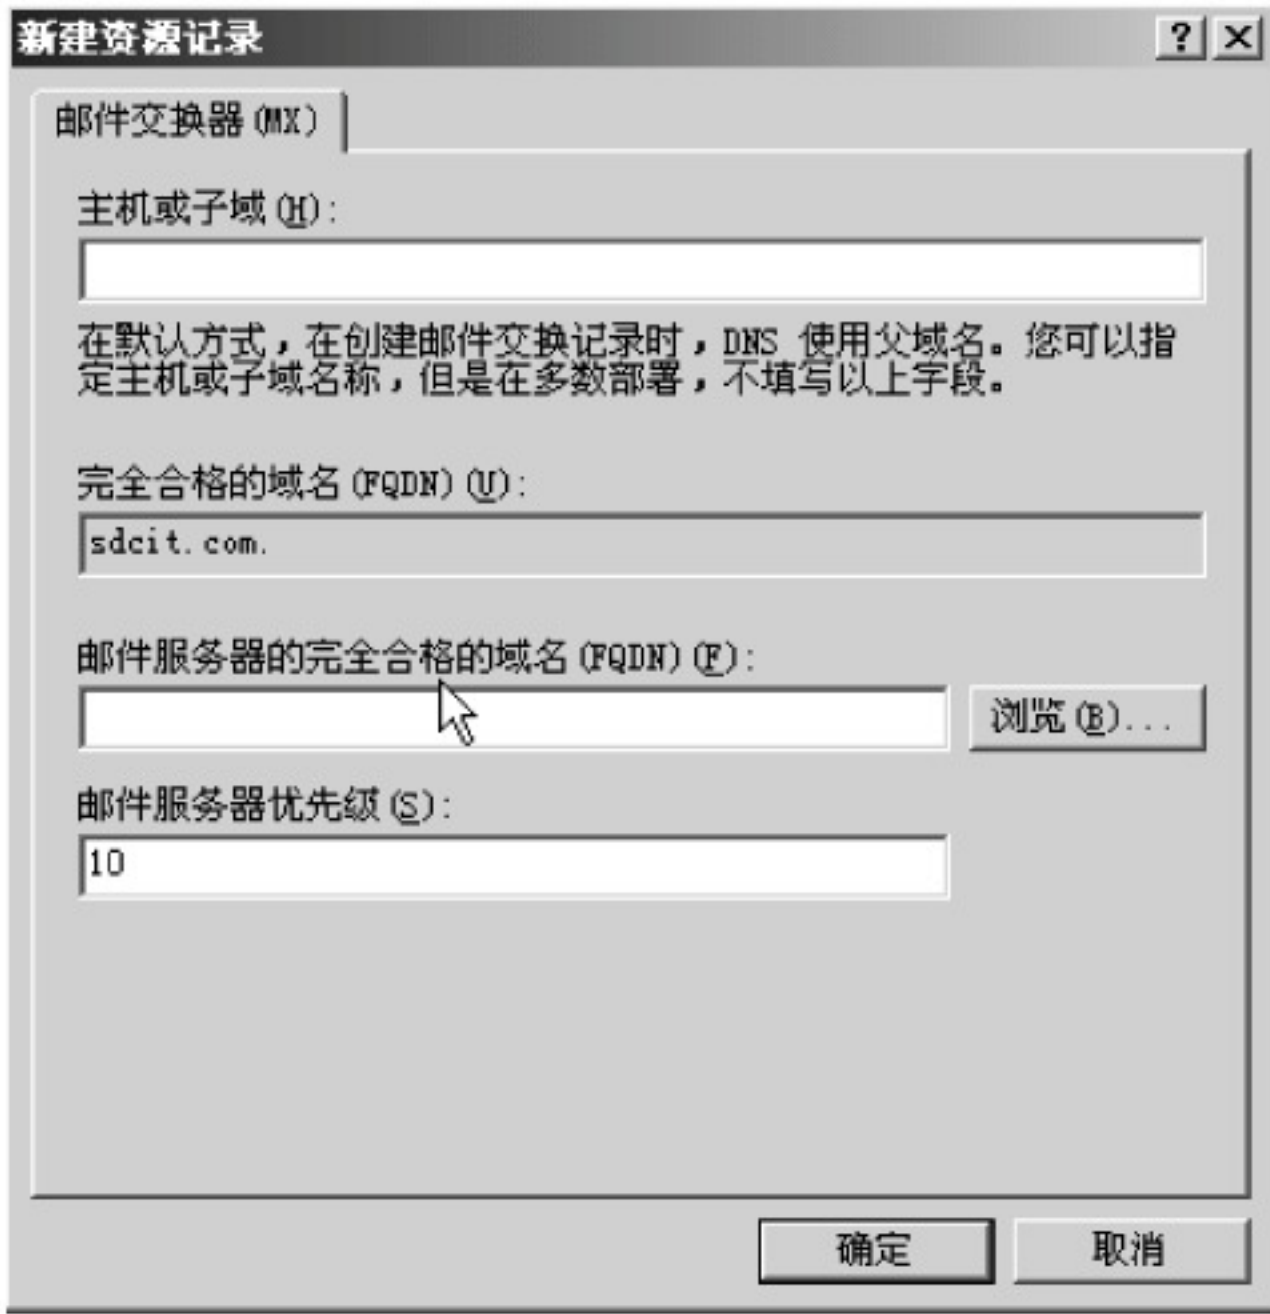 新建资源记录
邮件交换器(MX)
主机或子域(H):
在默认方式，在创建邮件交换记录时，DNS 使用父域名。您可以指
定主机或子域名称，但是在多数部署，不填写以上字段。
完全合格的域名(FQDN)(U):
sdcit.com.
邮件服务器的完全合格的域名(FQDN)(F):
浏览(B)...
邮件服务器优先级(S):
10
确定
取消